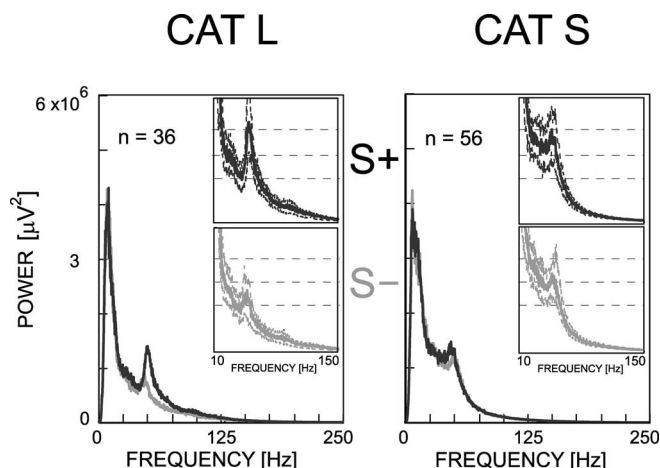 CAT L
CAT S
6 x10⁶
3
0
POWER [µV²]
n = 36
10
150
FREQUENCY [Hz]
0
125
250
FREQUENCY [Hz]
S+
S−
n = 56
10
150
FREQUENCY [Hz]
0
125
250
FREQUENCY [Hz]